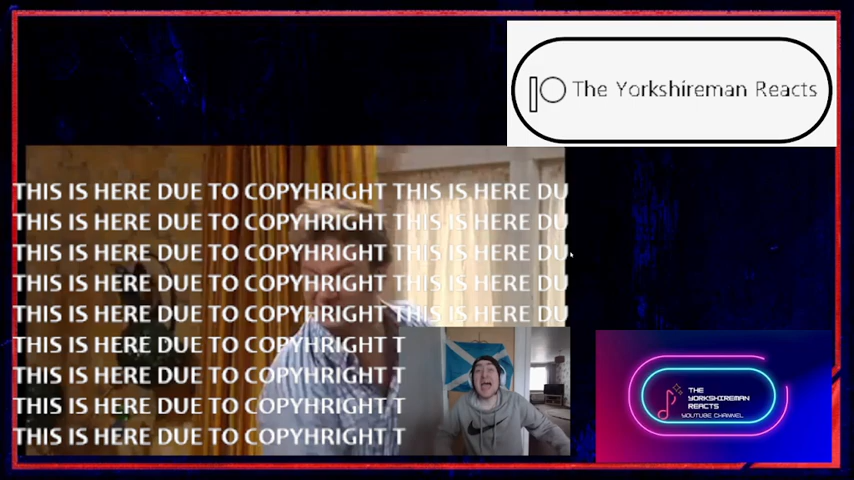 The Yorkshireman Reacts
THIS IS HERE DUE TO COPYHRIGHT THIS IS HERE DU
THIS IS HERE DUE TO COPYHRIGHT THIS IS HERE DU
THIS IS HERE DUE TO COPYHRIGHT THIS IS HERE DU
THIS IS HERE DUE TO COPYHRIGHT THIS IS HERE DU
THIS IS HERE DUE TO COPYHRIGHT THIS IS HERE DU
THIS IS HERE DUE TO COPYHRIGHT T
THIS IS HERE DUE TO COPYHRIGHT T
THIS IS HERE DUE TO COPYHRIGHT T
THIS IS HERE DUE TO COPYHRIGHT T
THE
YORKSHIREMAN
REACTS
YOUTUBE CHANNEL